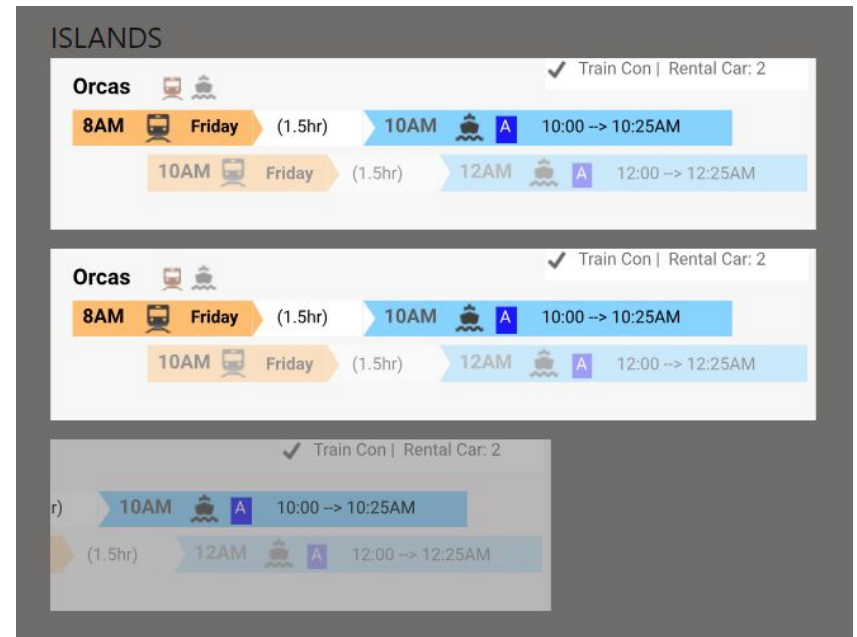 ISLANDS
Train Con | Rental Car: 2
Orcas
8AM Friday (1.5hr) 10AM A 10:00 --> 10:25AM
10AM Friday (1.5hr) 12AM A 12:00 --> 12:25AM
Train Con | Rental Car: 2
Orcas
8AM Friday (1.5hr) 10AM A 10:00 --> 10:25AM
10AM Friday (1.5hr) 12AM A 12:00 --> 12:25AM
Train Con | Rental Car: 2
r) 10AM A 10:00 --> 10:25AM
(1.5hr) 12AM A 12:00 --> 12:25AM